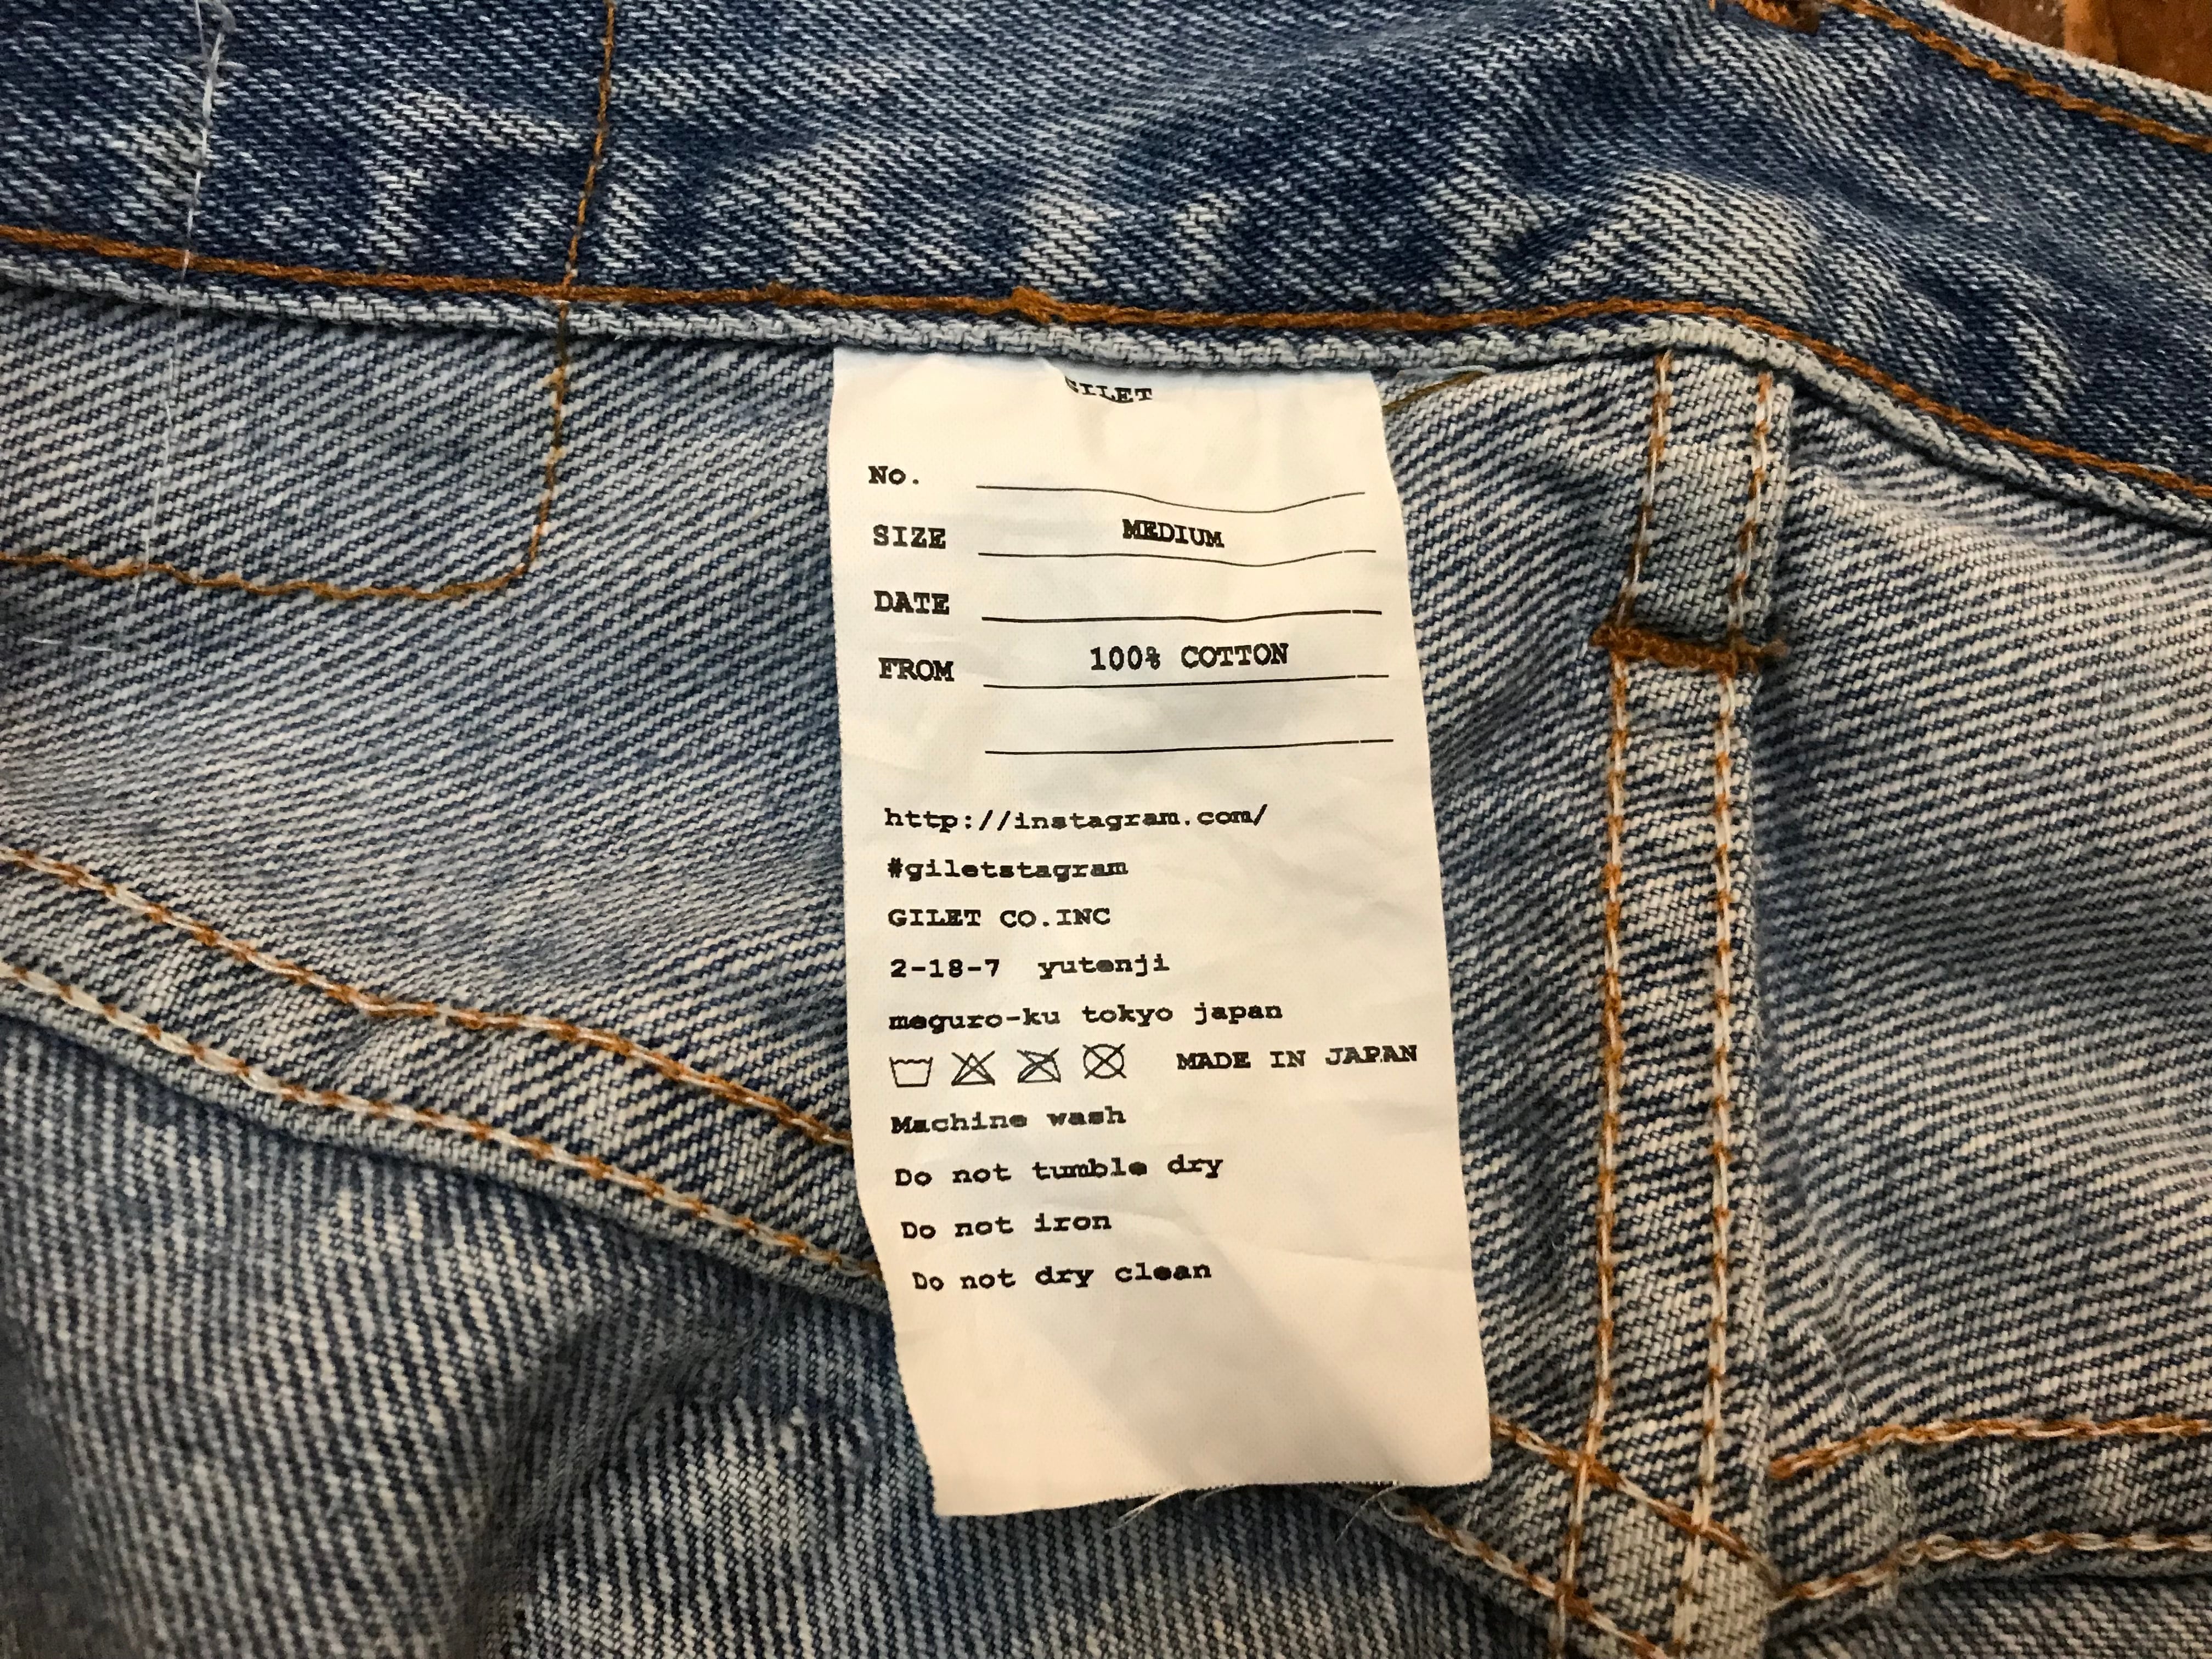 GILET
No.
SIZE MEDIUM
DATE
FROM 100% COTTON
http://instagram.com/
#giletstagram
GILET CO.INC
2-18-7 yutenji
meguro-ku tokyo japan
MADE IN JAPAN
Machine wash
Do not tumble dry
Do not iron
Do not dry clean